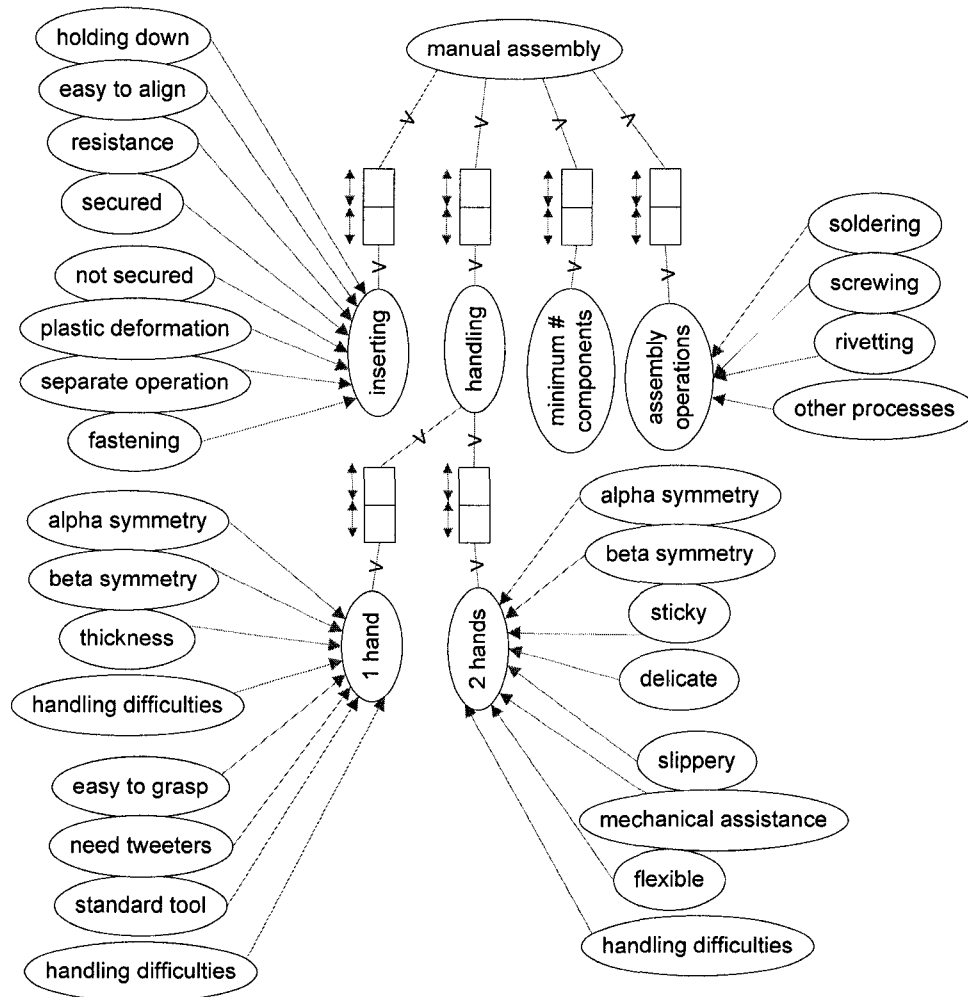 manual assembly
holding down
easy to align
resistance
secured
not secured
plastic deformation
separate operation
fastening
inserting
handling
minimum #
components
assembly
operations
soldering
screwing
rivetting
other processes
alpha symmetry
beta symmetry
thickness
handling difficulties
easy to grasp
need tweeters
standard tool
handling difficulties
1 hand
2 hands
alpha symmetry
beta symmetry
sticky
delicate
slippery
mechanical assistance
flexible
handling difficulties